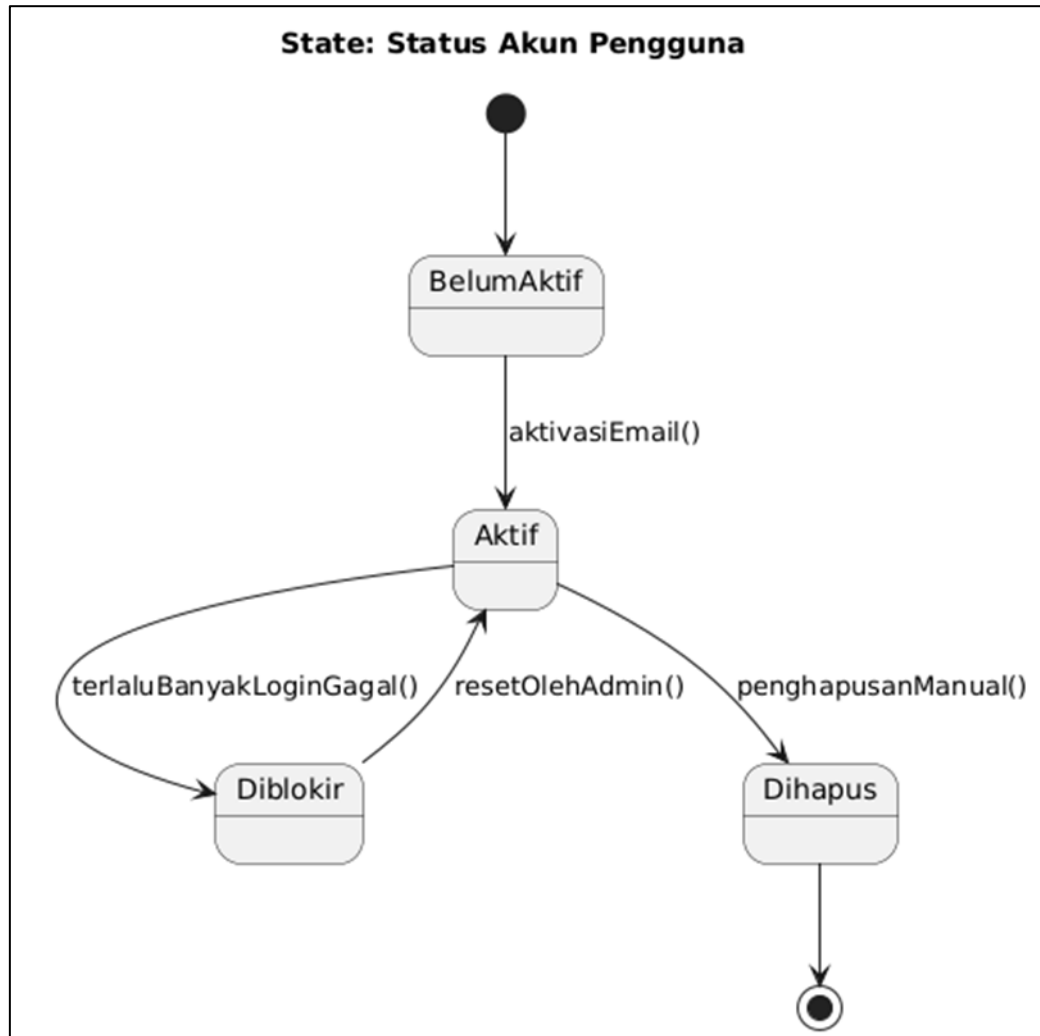 State: Status Akun Pengguna
BelumAktif
aktivasiEmail()
Aktif
terlaluBanyakLoginGagal()
resetOlehAdmin()
penghapusanManual()
Diblokir
Dihapus